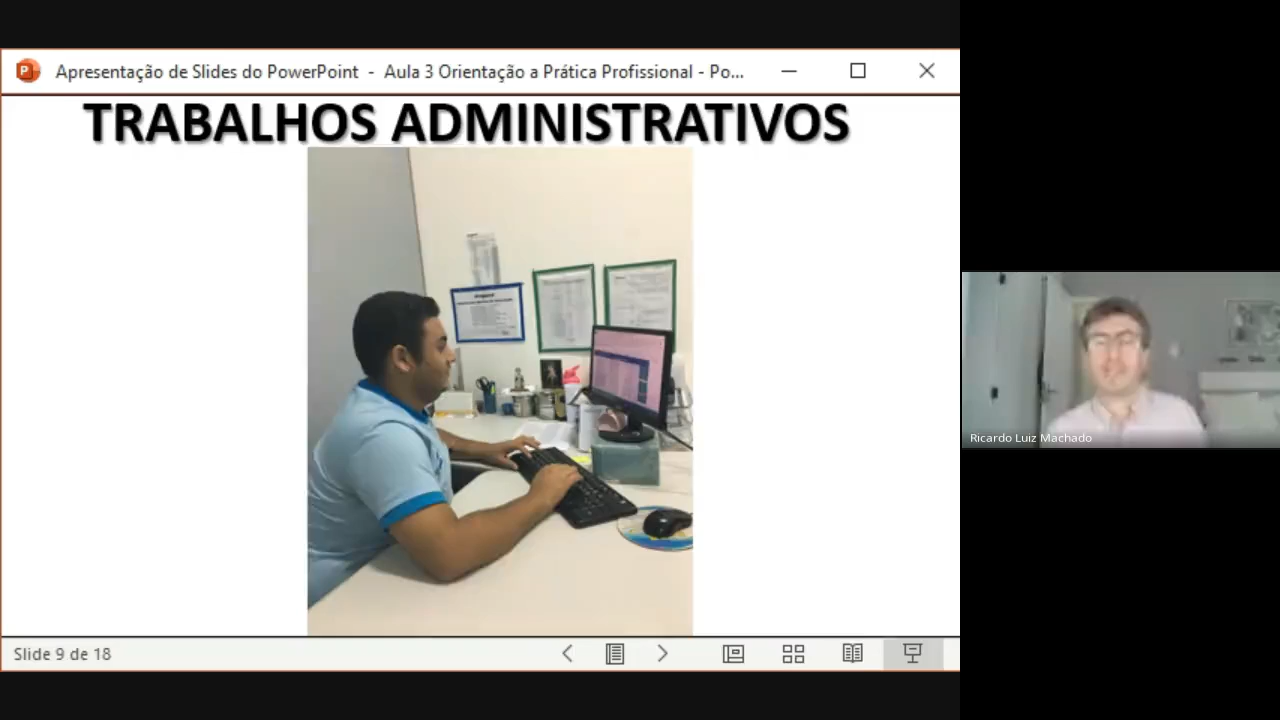 Apresentação de Slides do PowerPoint - Aula 3 Orientação a Prática Profissional - Po...
TRABALHOS ADMINISTRATIVOS
Ricardo Luiz Machado
Slide 9 de 18